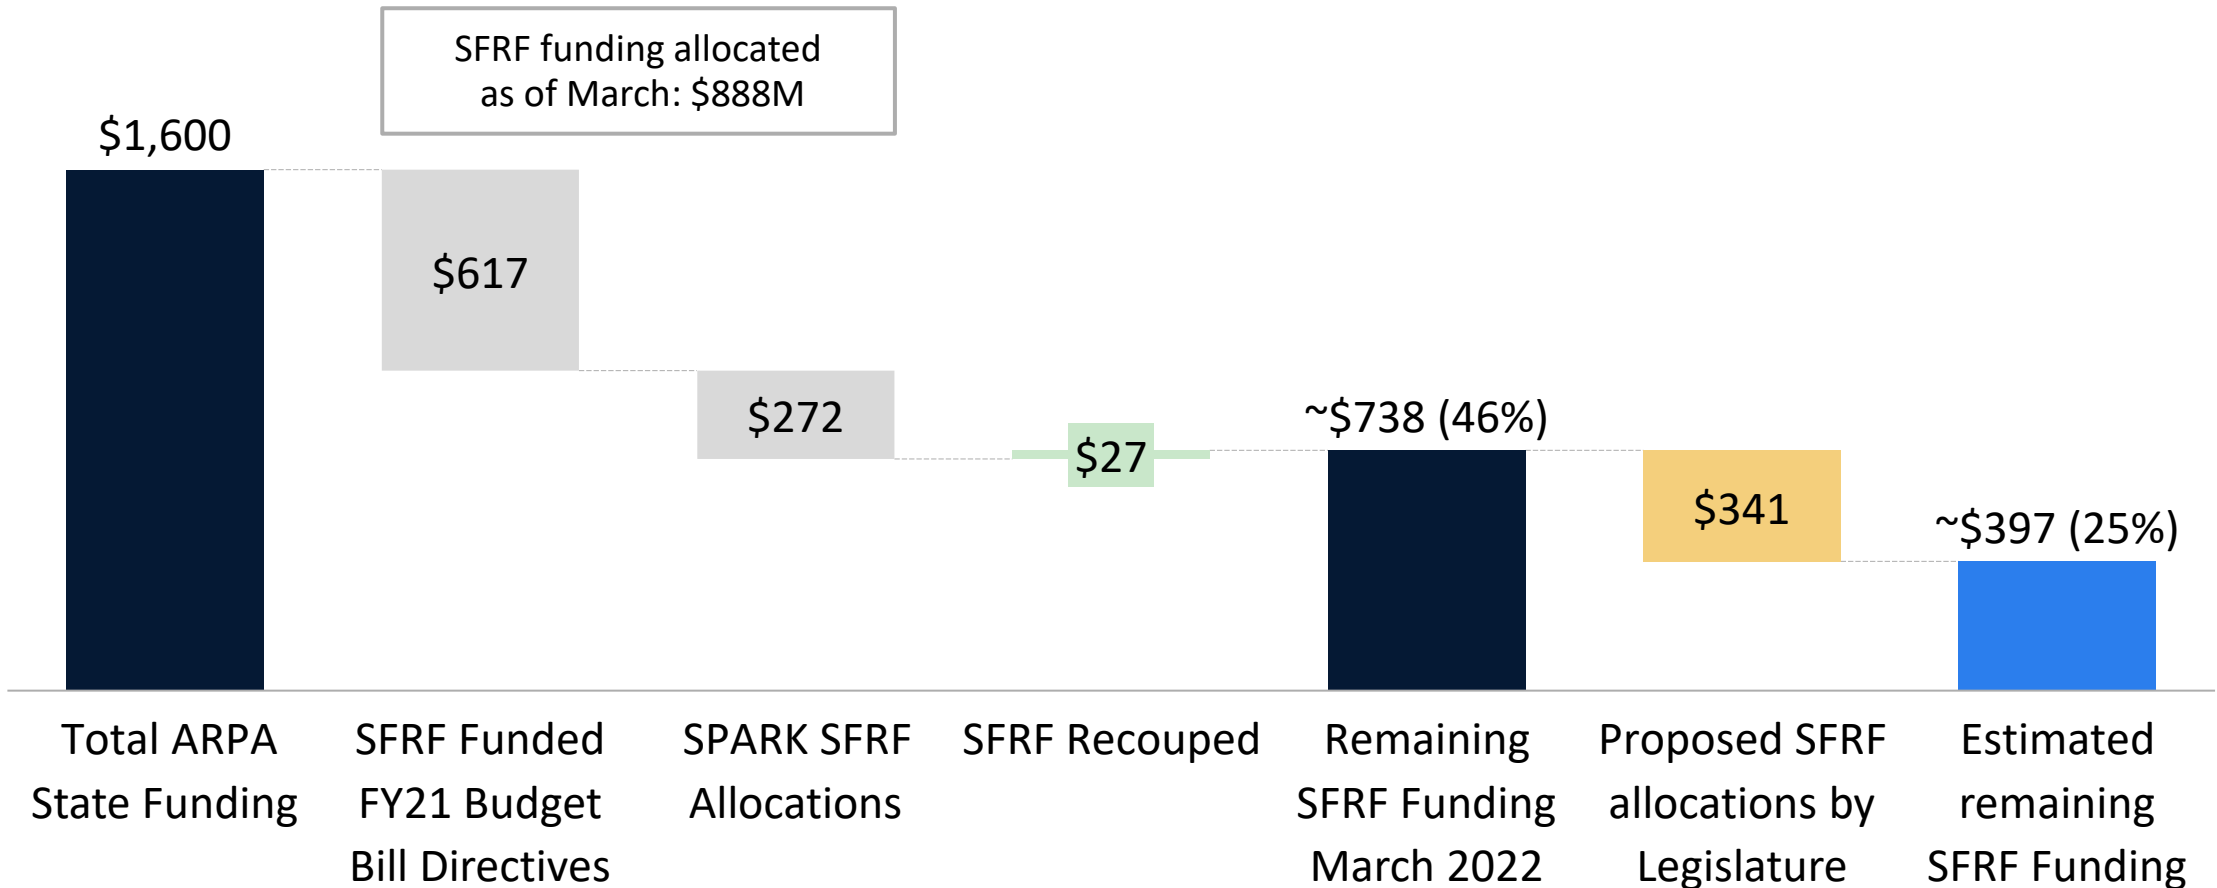 SFRF funding allocated
as of March: $888M
$1,600
$617
$272
$27
~$738 (46%)
$341
~$397 (25%)
Total ARPA
State Funding
SFRF Funded
FY21 Budget
Bill Directives
SPARK SFRF
Allocations
SFRF Recouped
Remaining
SFRF Funding
March 2022
Proposed SFRF
allocations by
Legislature
Estimated
remaining
SFRF Funding